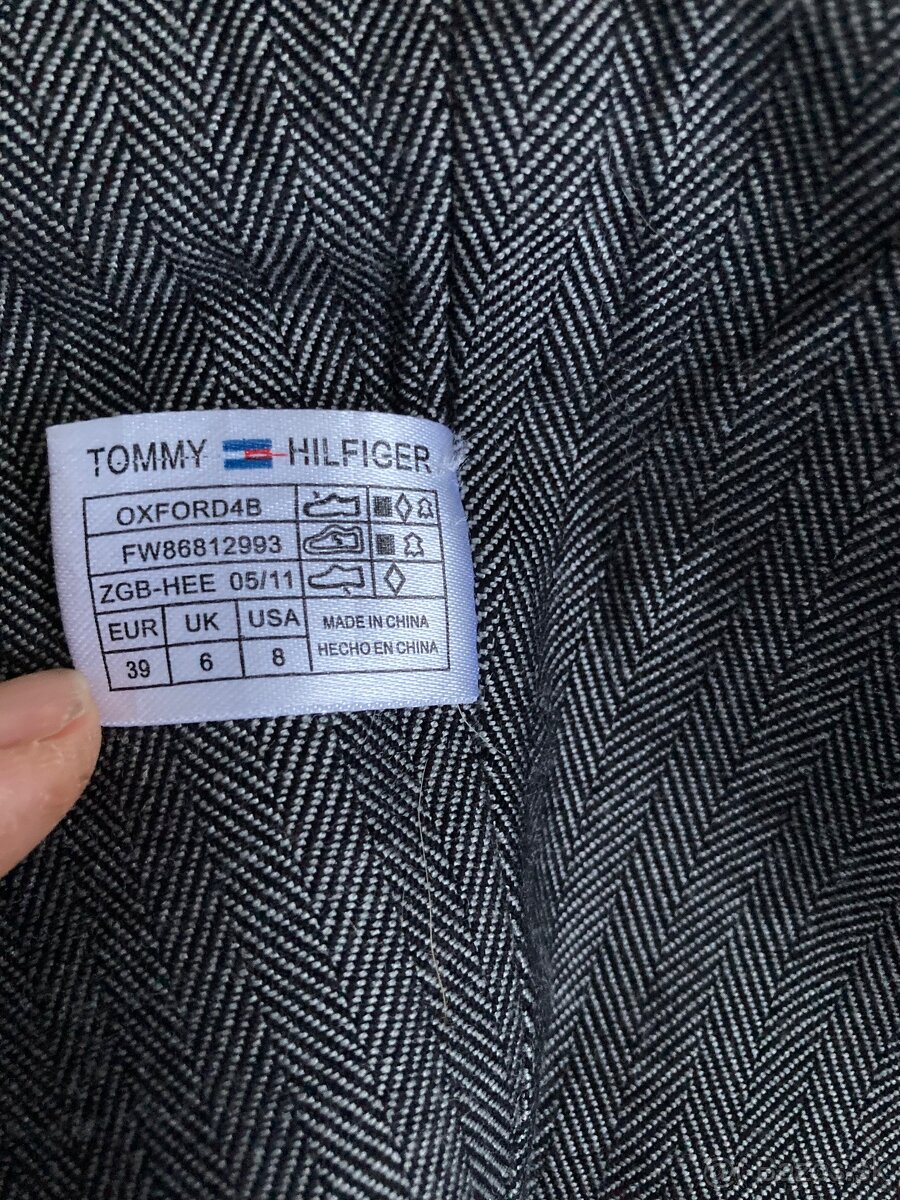 TOMMY HILFIGER
OXFORD4B
FW86812993
ZGB-HEE 05/11
EUR UK USA
39 6 8
MADE IN CHINA
HECHO EN CHINA